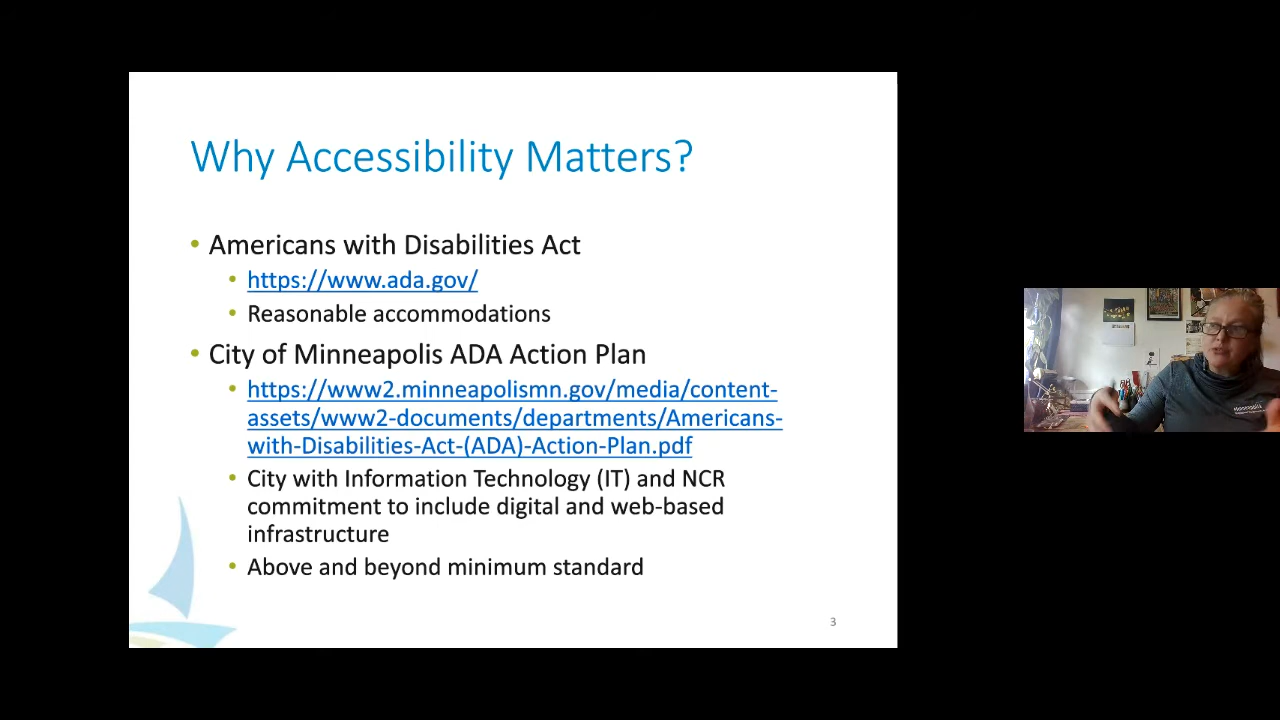 Why Accessibility Matters?
• Americans with Disabilities Act
• https://www.ada.gov/
• Reasonable accommodations
• City of Minneapolis ADA Action Plan
• https://www2.minneapolismn.gov/media/content-
assets/www2-documents/departments/Americans-
with-Disabilities-Act-(ADA)-Action-Plan.pdf
• City with Information Technology (IT) and NCR
commitment to include digital and web-based
infrastructure
• Above and beyond minimum standard
3
Minneapolis